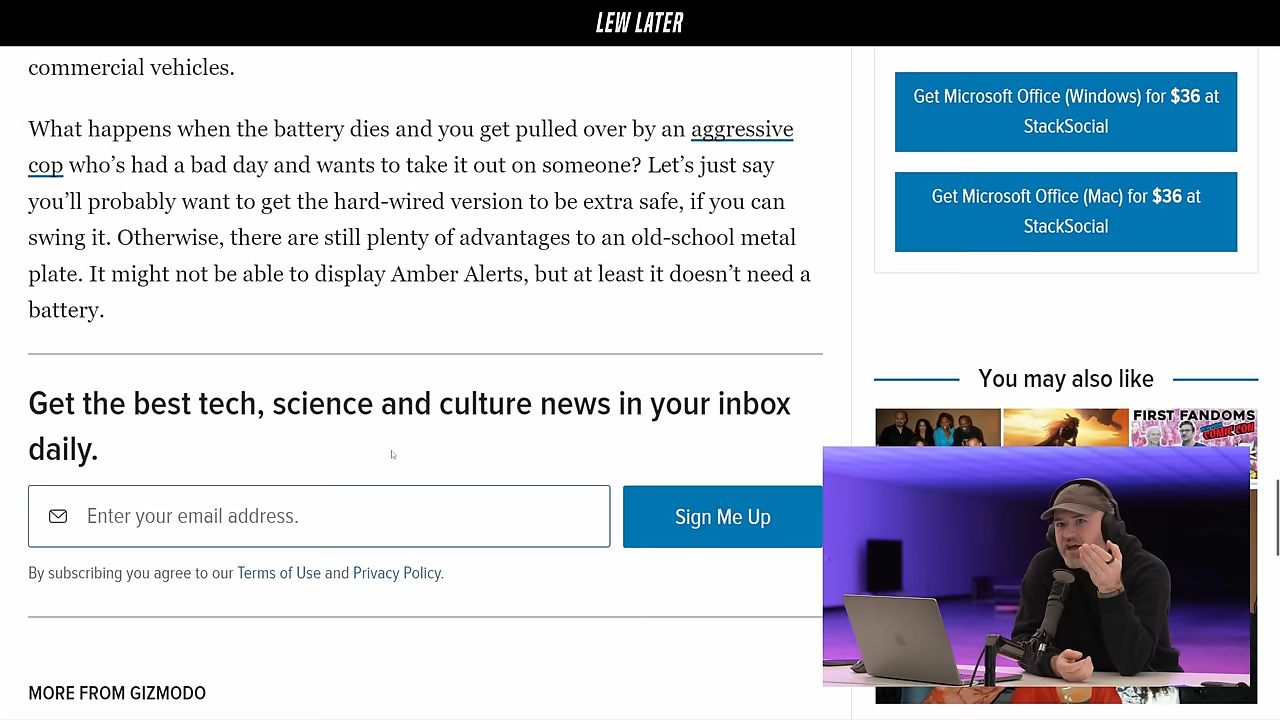 LEW LATER
commercial vehicles.
What happens when the battery dies and you get pulled over by an aggressive
cop who’s had a bad day and wants to take it out on someone? Let’s just say
you’ll probably want to get the hard-wired version to be extra safe, if you can
swing it. Otherwise, there are still plenty of advantages to an old-school metal
plate. It might not be able to display Amber Alerts, but at least it doesn’t need a
battery.
Get the best tech, science and culture news in your inbox
daily.
Enter your email address.
Sign Me Up
By subscribing you agree to our Terms of Use and Privacy Policy.
MORE FROM GIZMODO
Get Microsoft Office (Windows) for $36 at
StackSocial
Get Microsoft Office (Mac) for $36 at
StackSocial
You may also like
FIRST FANDOMS
COMIC CON